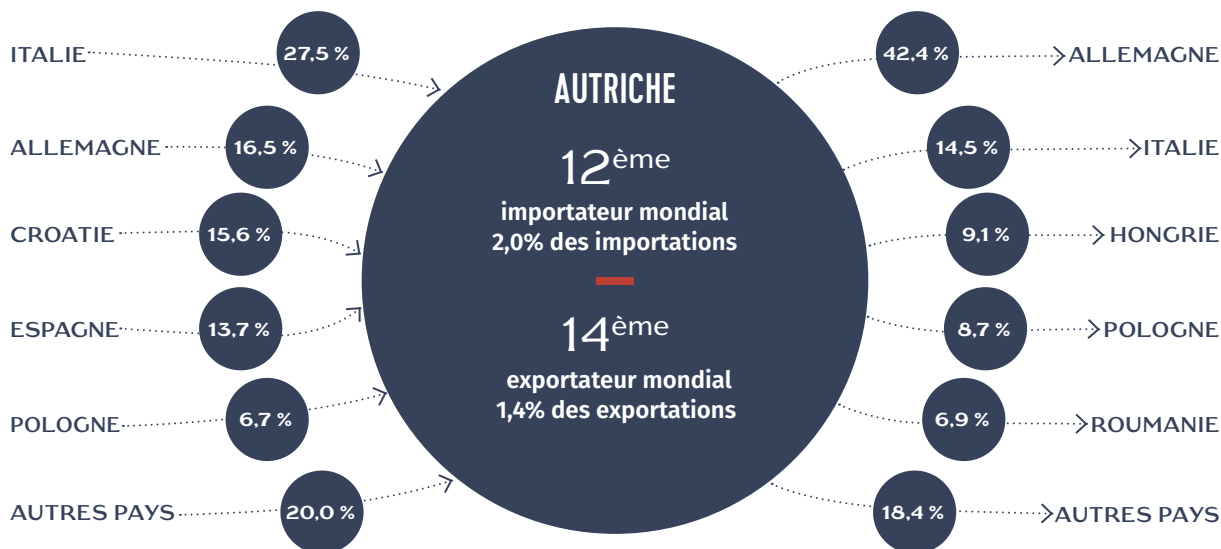 ITALIE
27,5 %
ALLEMAGNE
16,5 %
CROATIE
15,6 %
ESPAGNE
13,7 %
POLOGNE
6,7 %
AUTRES PAYS
20,0 %
AUTRICHE
12ème
importateur mondial
2,0% des importations
14ème
exportateur mondial
1,4% des exportations
42,4 %
ALLEMAGNE
14,5 %
ITALIE
9,1 %
HONGRIE
8,7 %
POLOGNE
6,9 %
ROUMANIE
18,4 %
AUTRES PAYS